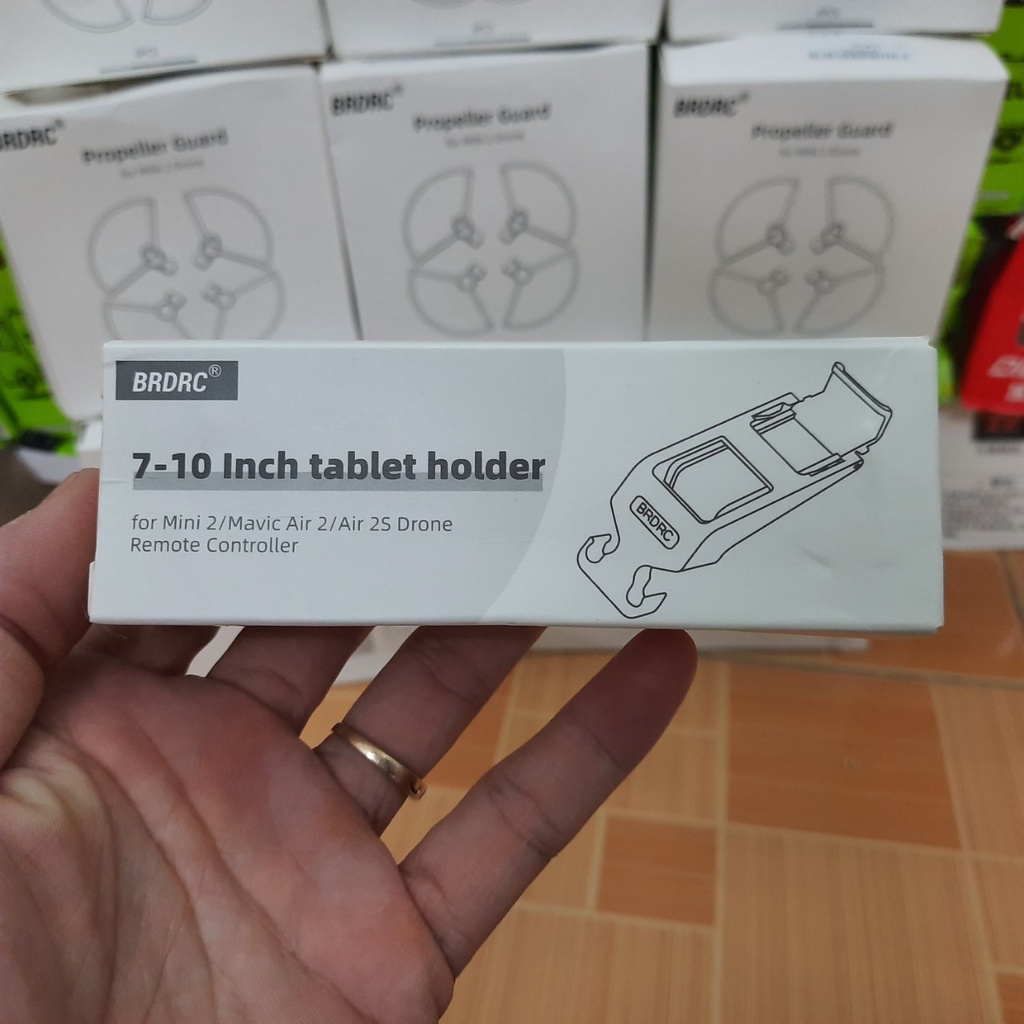 BRDRC®
Propeller Guard
BRDRC®
Propeller Guard
BRDRC®
Propeller Guard
BRDRC®
7-10 Inch tablet holder
for Mini 2/Mavic Air 2/Air 2S Drone
Remote Controller
BRDRC